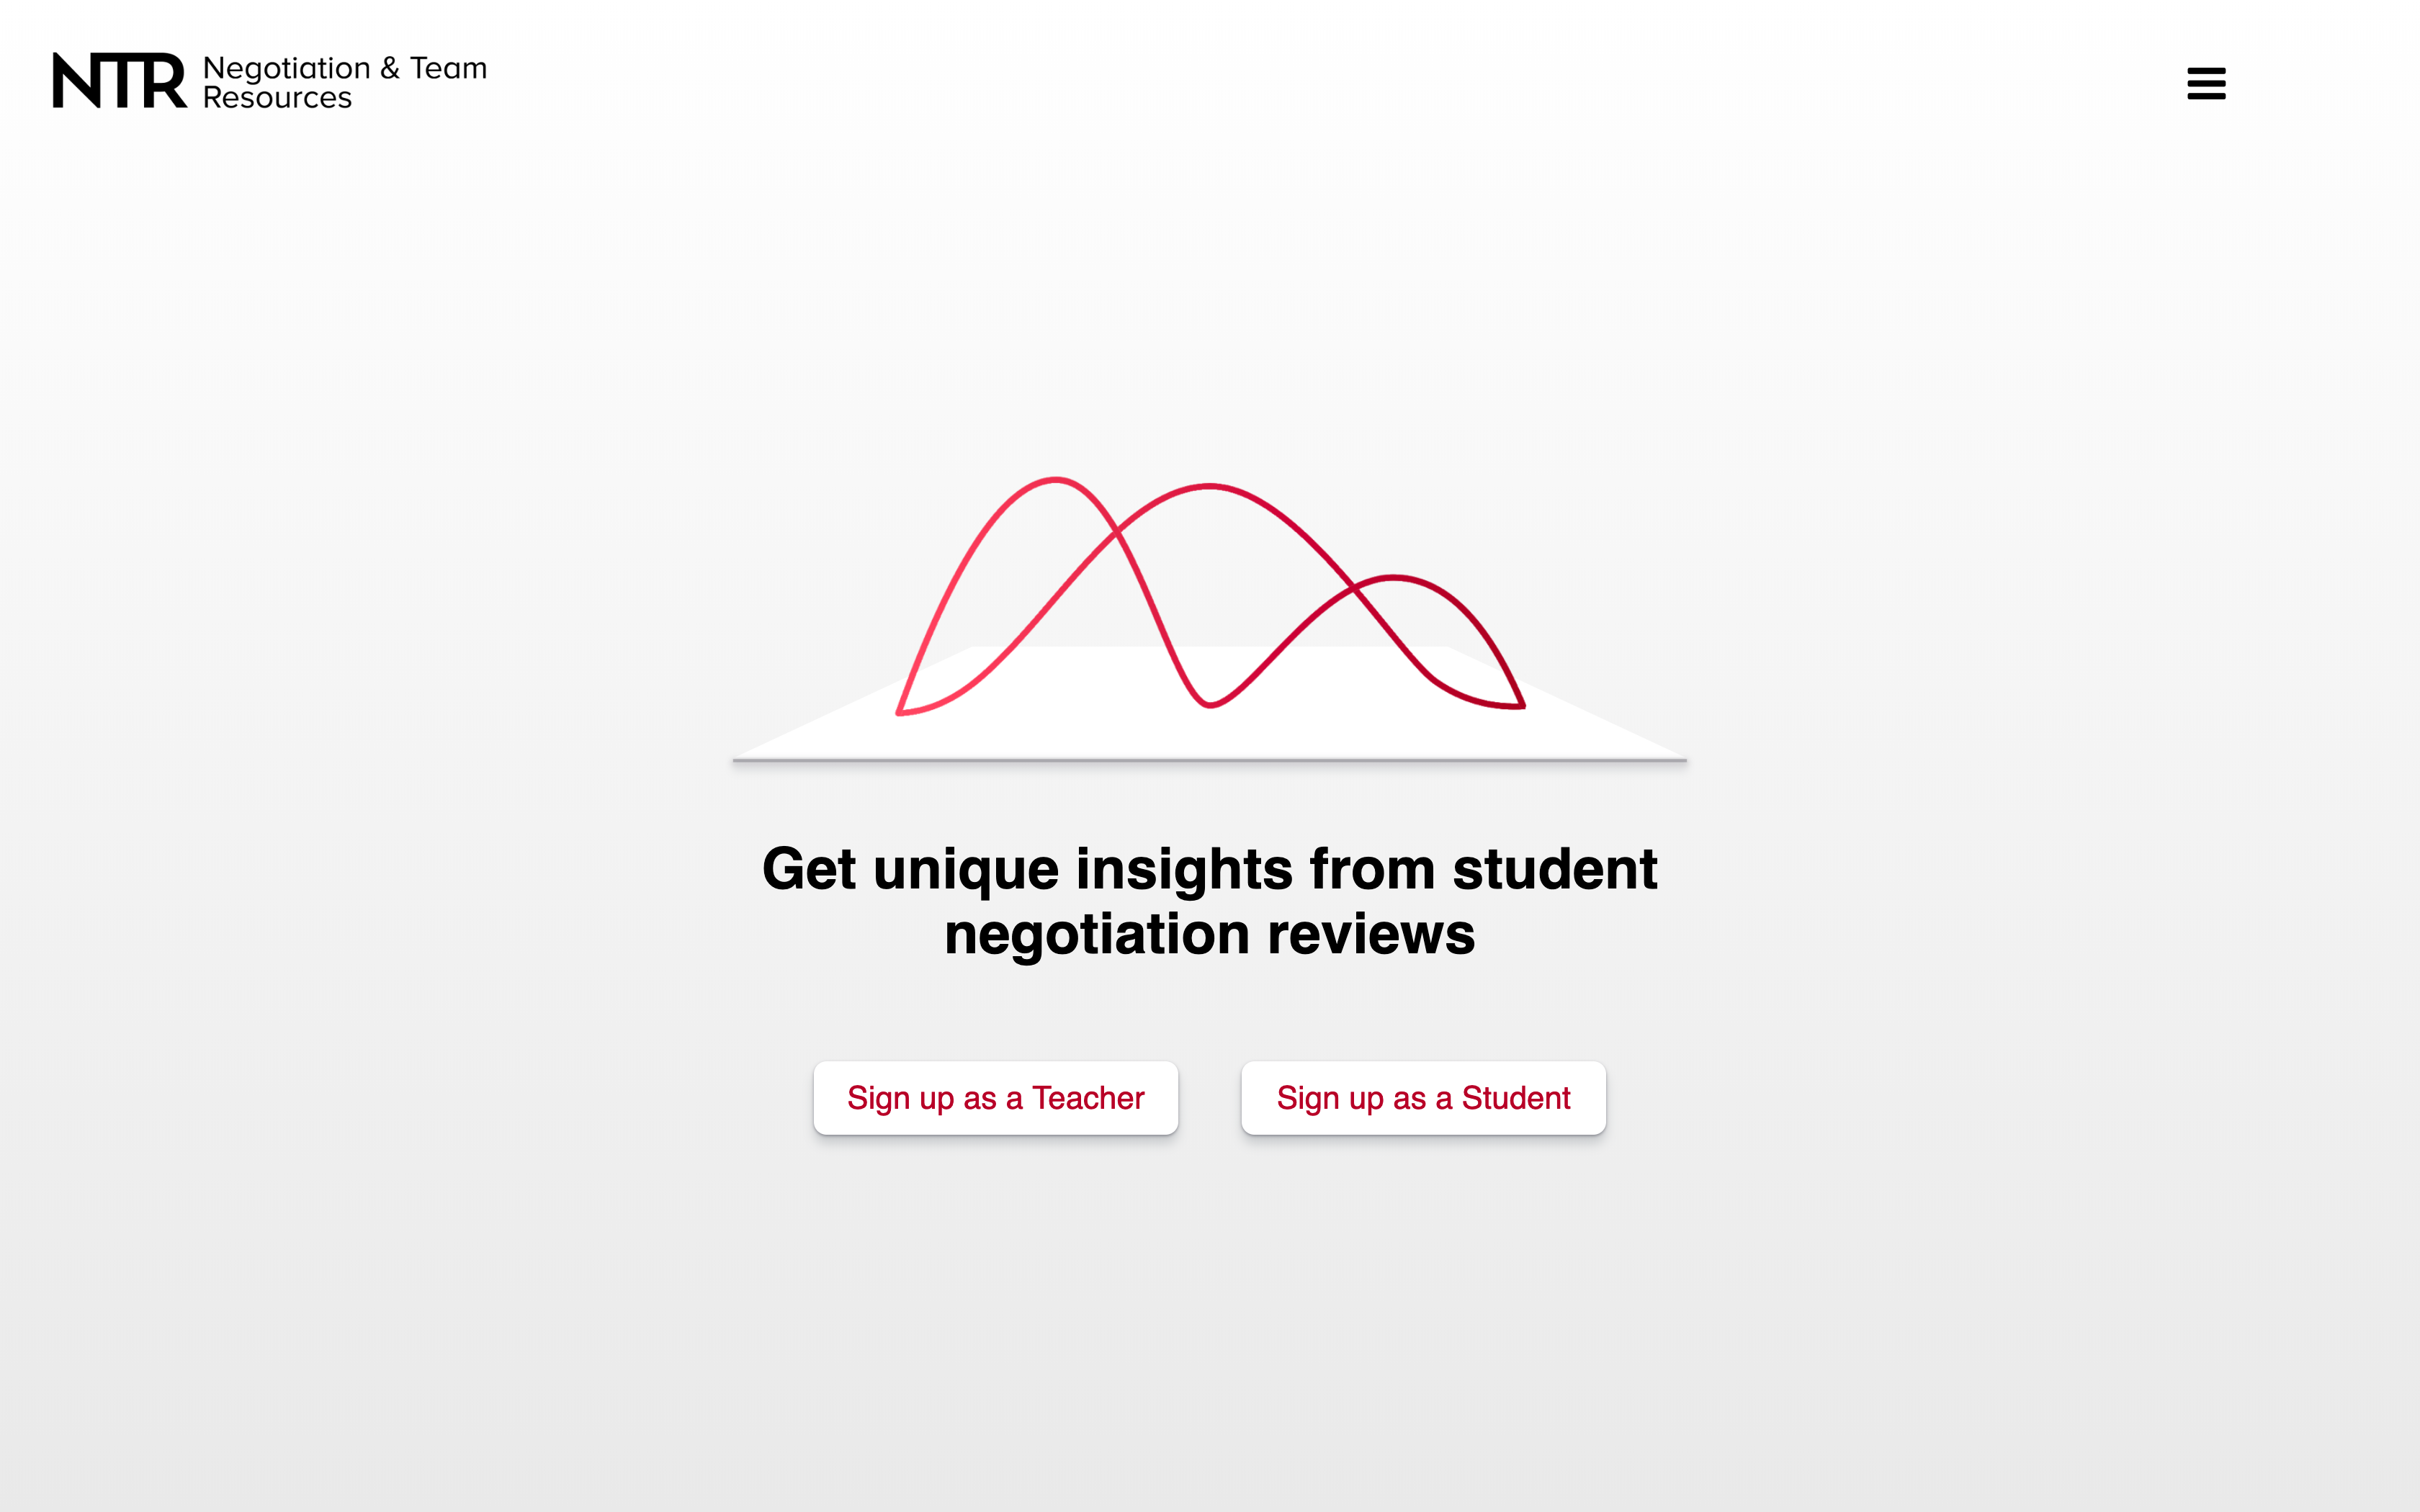 NTR
Negotiation & Team
Resources
Get unique insights from student
negotiation reviews
Sign up as a Teacher
Sign up as a Student